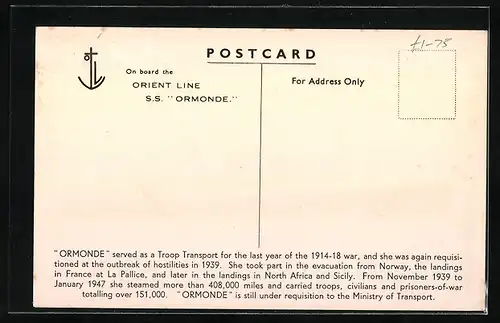 £1-75
POSTCARD
On board the
ORIENT LINE
S.S. "ORMONDE."
For Address Only
"ORMONDE" served as a Troop Transport for the last year of the 1914-18 war, and she was again requisi-
tioned at the outbreak of hostilities in 1939. She took part in the evacuation from Norway, the landings
in France at La Pallice, and later in the landings in North Africa and Sicily. From November 1939 to
January 1947 she steamed more than 408,000 miles and carried troops, civilians and prisoners-of-war
totalling over 151,000. "ORMONDE" is still under requisition to the Ministry of Transport.